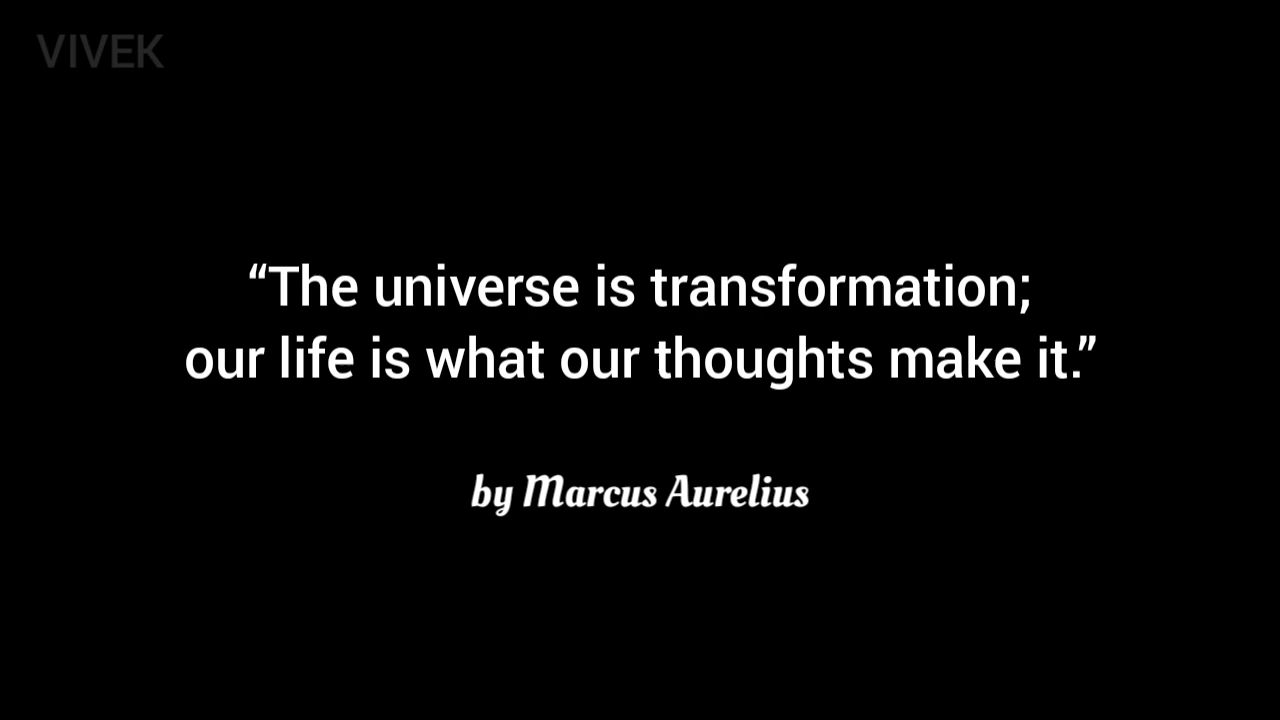 VIVEK
“The universe is transformation;
our life is what our thoughts make it.”
by Marcus Aurelius